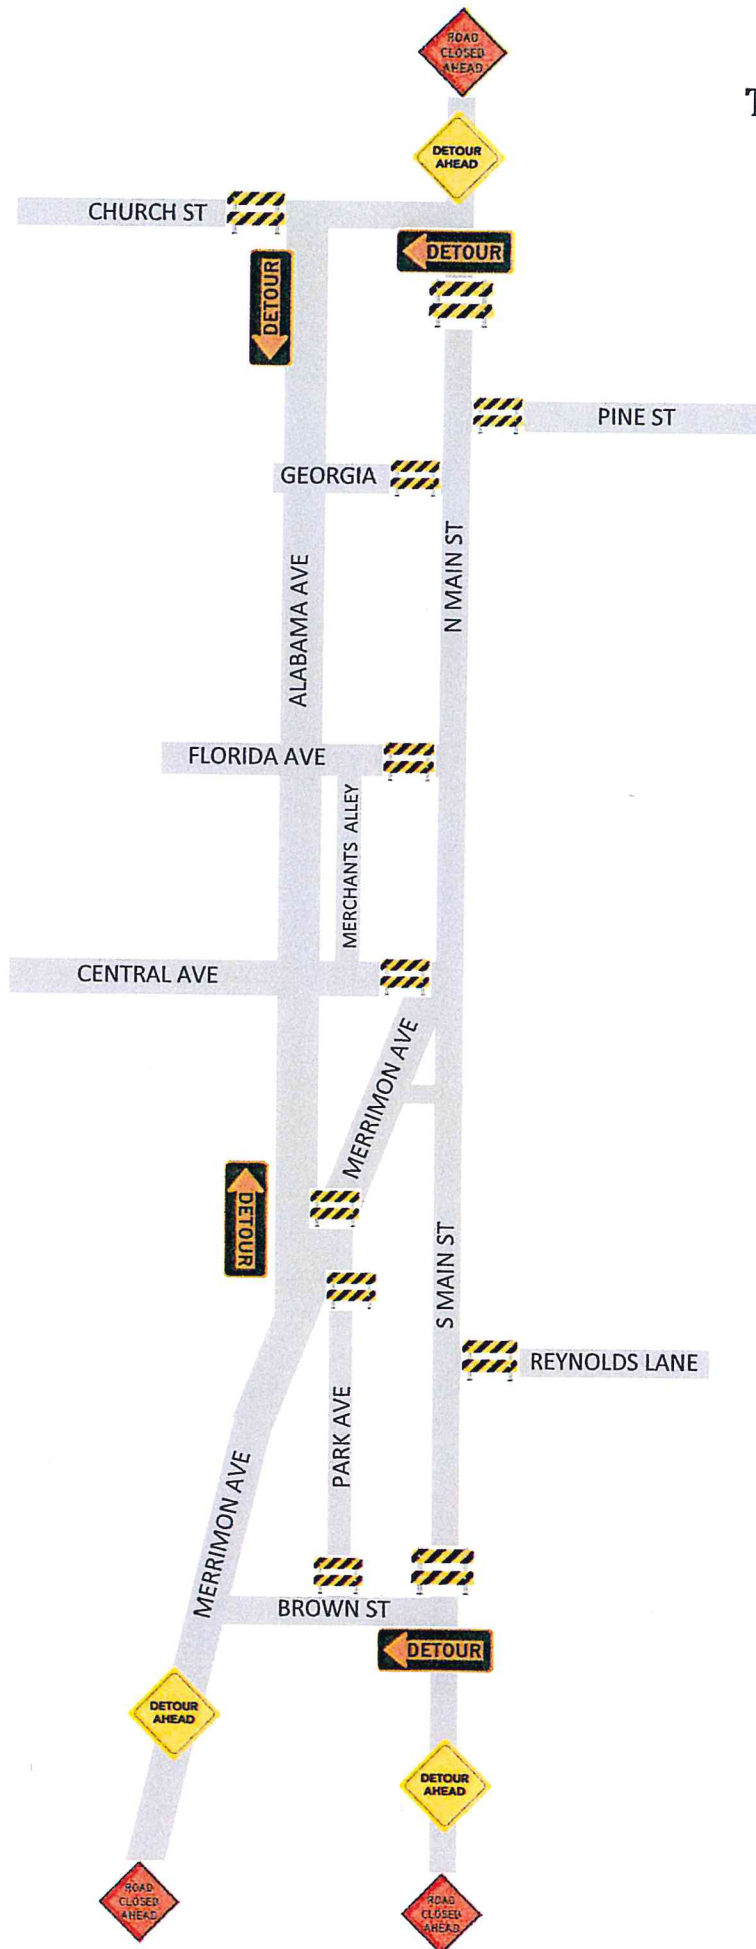 ROAD
CLOSED
AHEAD
T
DETOUR
AHEAD
CHURCH ST
DETOUR
DETOUR
PINE ST
GEORGIA
N MAIN ST
ALABAMA AVE
FLORIDA AVE
MERCHANTS ALLEY
CENTRAL AVE
MERRIMON AVE
DETOUR
S MAIN ST
REYNOLDS LANE
PARK AVE
MERRIMON AVE
BROWN ST
DETOUR
DETOUR
AHEAD
DETOUR
AHEAD
ROAD
CLOSED
AHEAD
ROAD
CLOSED
AHEAD